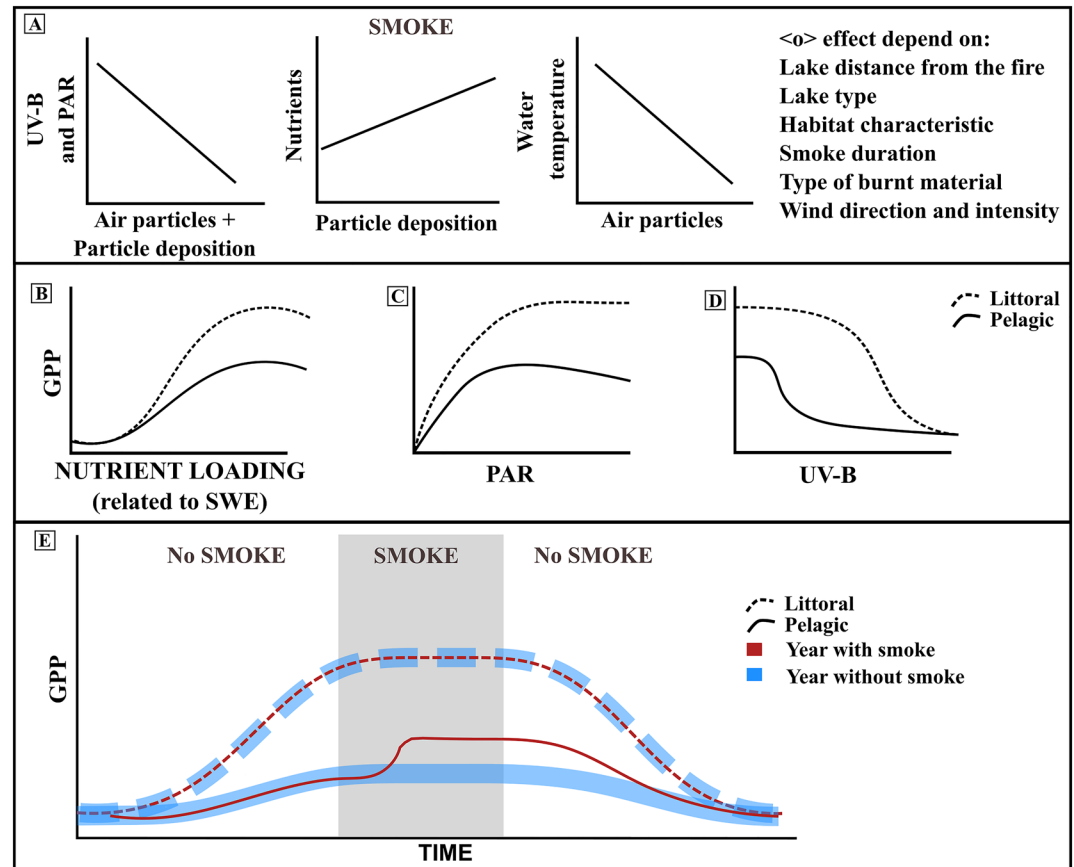 A
SMOKE
UV-B
and PAR
Air particles +
Particle deposition
Nutrients
Particle deposition
Water
temperature
Air particles
<o> effect depend on:
Lake distance from the fire
Lake type
Habitat characteristic
Smoke duration
Type of burnt material
Wind direction and intensity
B
GPP
NUTRIENT LOADING
(related to SWE)
C
PAR
D
UV-B
Littoral
Pelagic
E
No SMOKE
SMOKE
No SMOKE
GPP
TIME
Littoral
Pelagic
Year with smoke
Year without smoke